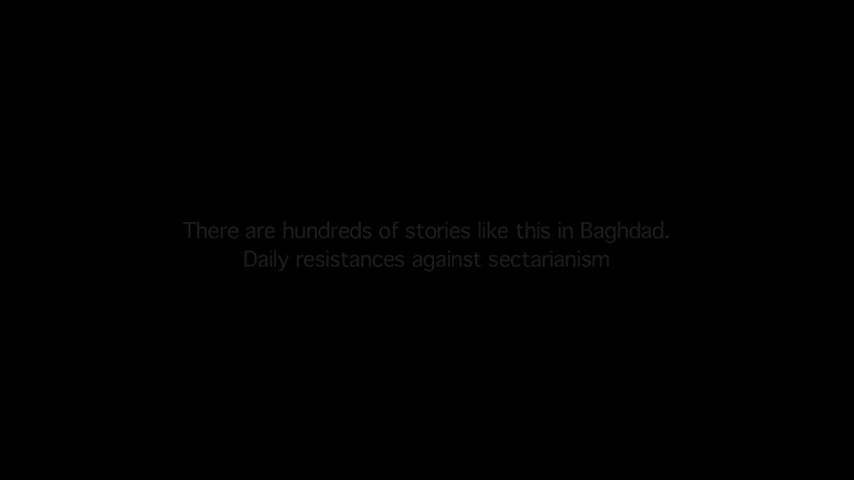 There are hundreds of stories like this in Baghdad.
Daily resistances against sectarianism